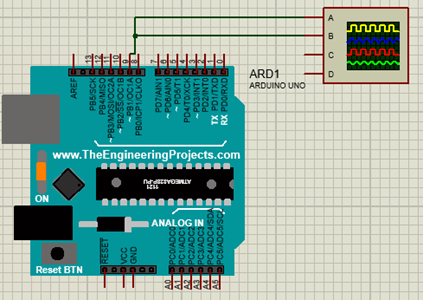 A
B
C
D
ARD1
ARDUINO UNO
AREF
13
12
11
10
9
8
7
6
5
4
3
2
1
0
PB5/SCK
PB4/MISO
~PB3/MOSI/OC2A
~PB2/SS/OC1B
~PB1/OC1A
PB0/ICP1/CLKO
PD7/AIN1
~PD6/AIN0
~PD5/T1
PD4/T0/XCK
~PD3/INT1
PD2/INT0
PD1/TXD
PD0/RXD
TX
RX
www.TheEngineeringProjects.com
1121
ATMEGA328P-PU
ON
ANALOG IN
Reset BTN
RESET
VCC
GND
PC0/ADC0
PC1/ADC1
PC2/ADC2
PC3/ADC3
PC4/ADC4/SDA
PC5/ADC5/SCL
A0
A1
A2
A3
A4
A5